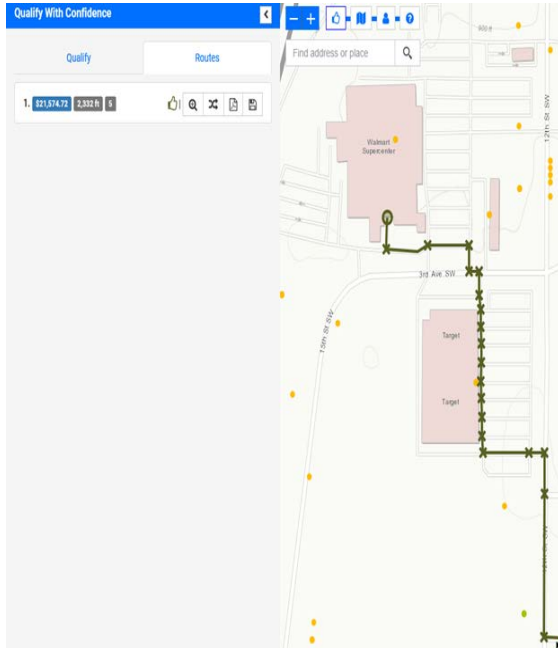 Qualify With Confidence
Qualify
Routes
1. $21,574.72 2,332 ft 5
Find address or place
Walmart
Supercenter
12th St SW
3rd Ave SW
15th St SW
Target
Target